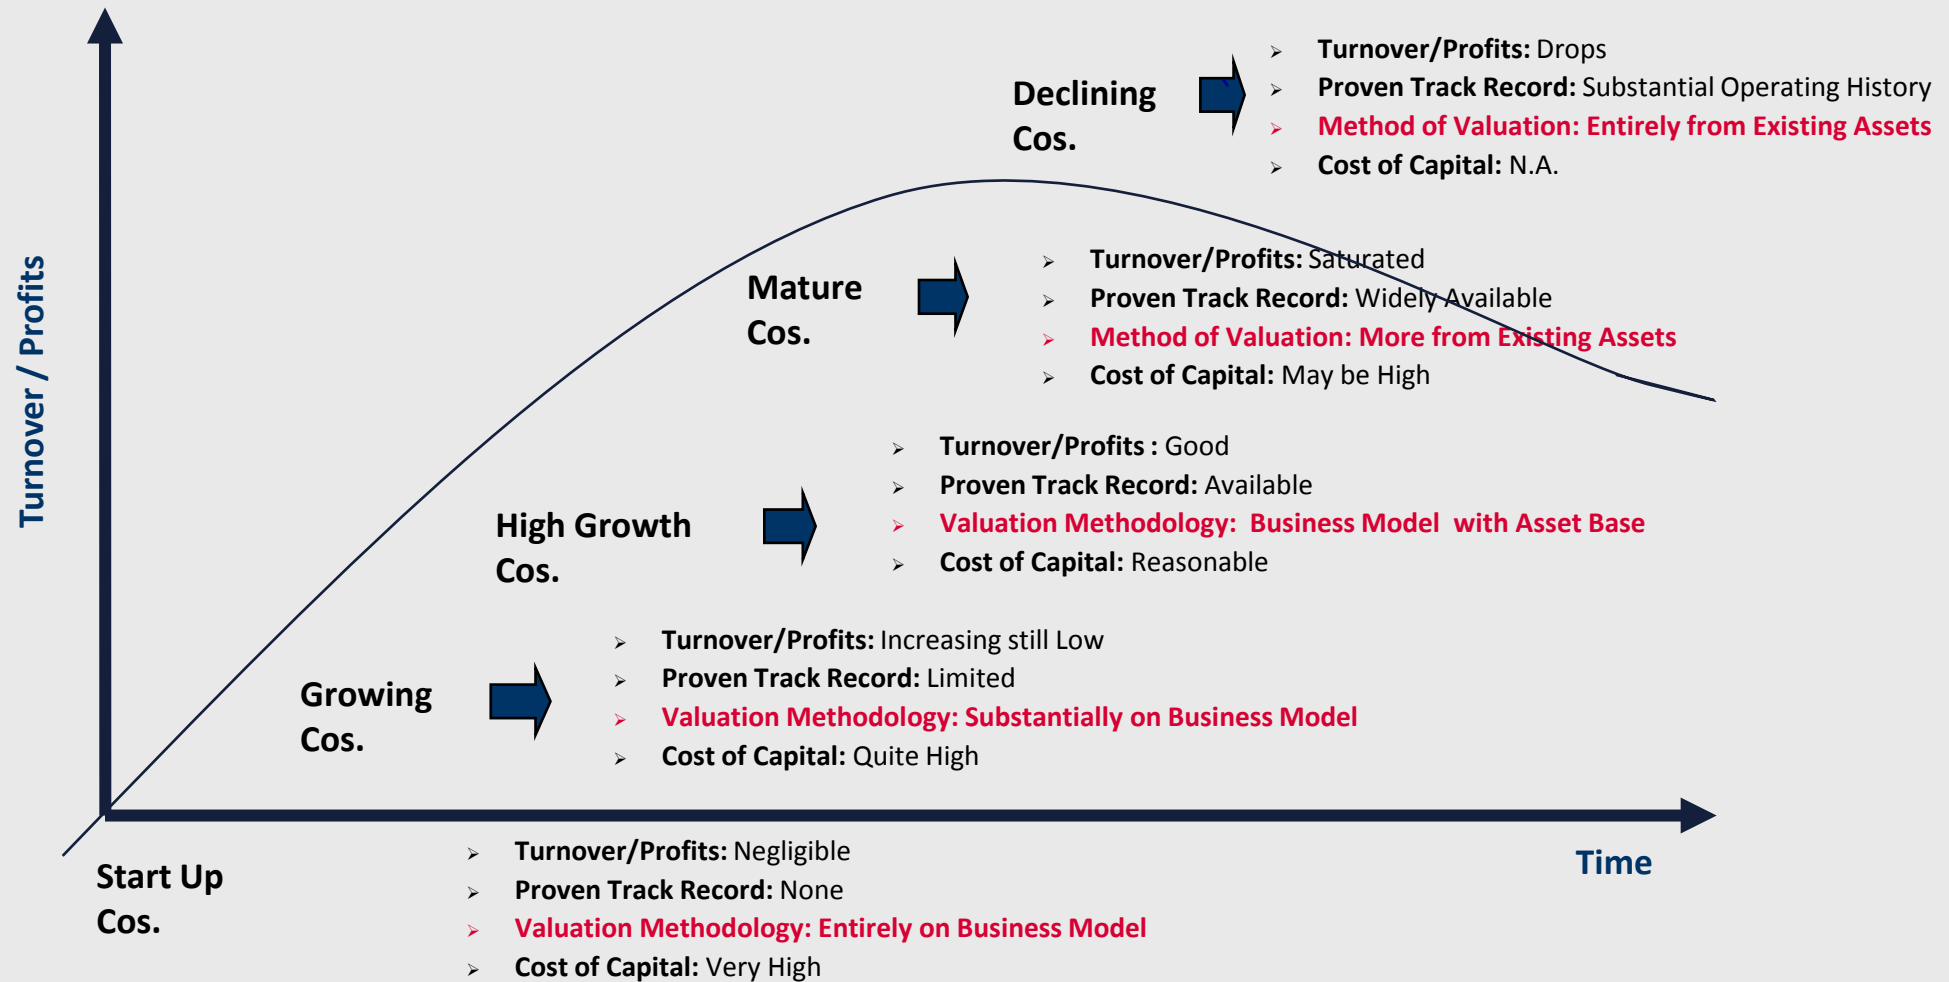 Turnover / Profits
Declining
Cos.
➢ Turnover/Profits: Drops
➢ Proven Track Record: Substantial Operating History
➢ Method of Valuation: Entirely from Existing Assets
➢ Cost of Capital: N.A.
Mature
Cos.
➢ Turnover/Profits: Saturated
➢ Proven Track Record: Widely Available
➢ Method of Valuation: More from Existing Assets
➢ Cost of Capital: May be High
High Growth
Cos.
➢ Turnover/Profits : Good
➢ Proven Track Record: Available
➢ Valuation Methodology: Business Model with Asset Base
➢ Cost of Capital: Reasonable
Growing
Cos.
➢ Turnover/Profits: Increasing still Low
➢ Proven Track Record: Limited
➢ Valuation Methodology: Substantially on Business Model
➢ Cost of Capital: Quite High
Start Up
Cos.
➢ Turnover/Profits: Negligible
➢ Proven Track Record: None
➢ Valuation Methodology: Entirely on Business Model
➢ Cost of Capital: Very High
Time